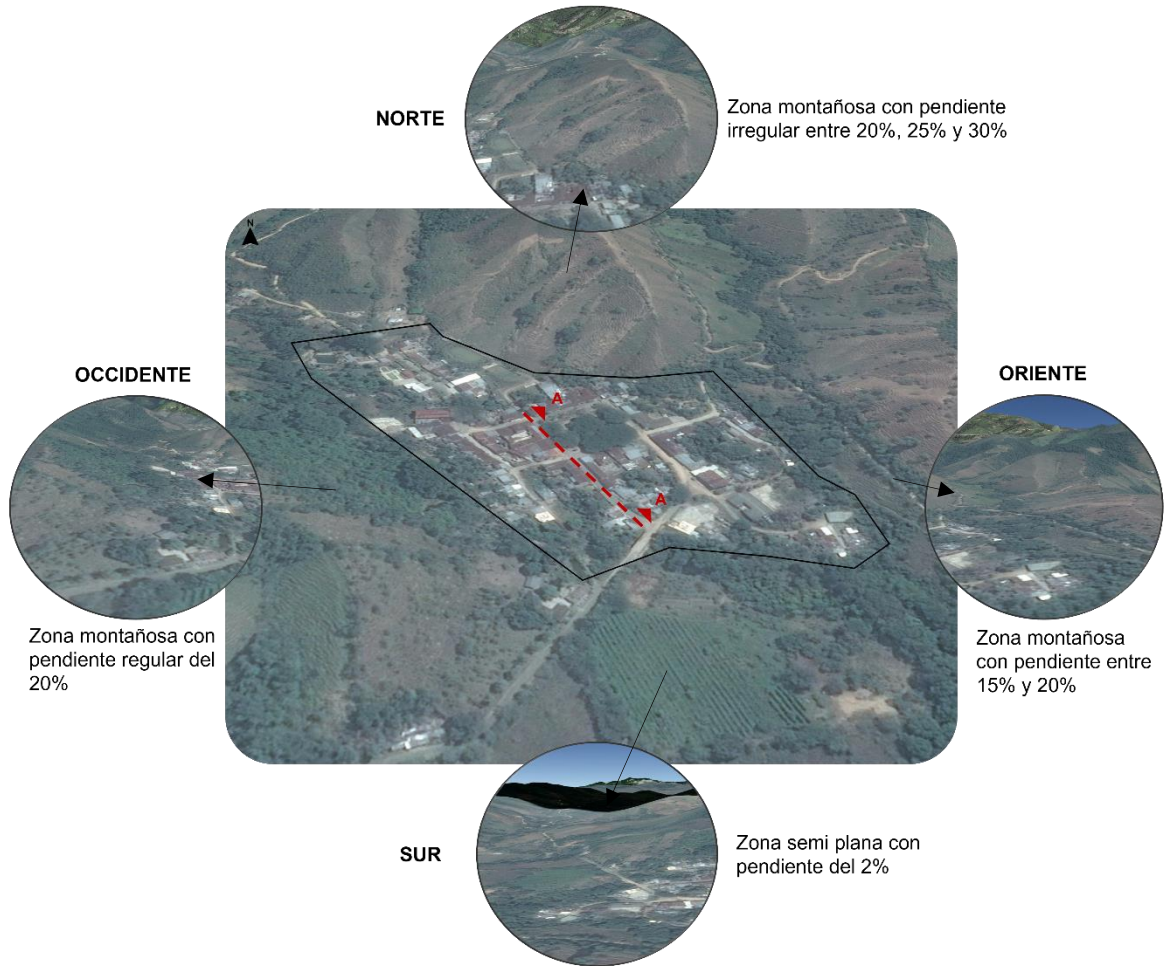 NORTE
Zona montañosa con pendiente
irregular entre 20%, 25% y 30%
N
OCCIDENTE
ORIENTE
A
A
Zona montañosa con
pendiente regular del
20%
Zona montañosa
con pendiente entre
15% y 20%
SUR
Zona semi plana con
pendiente del 2%